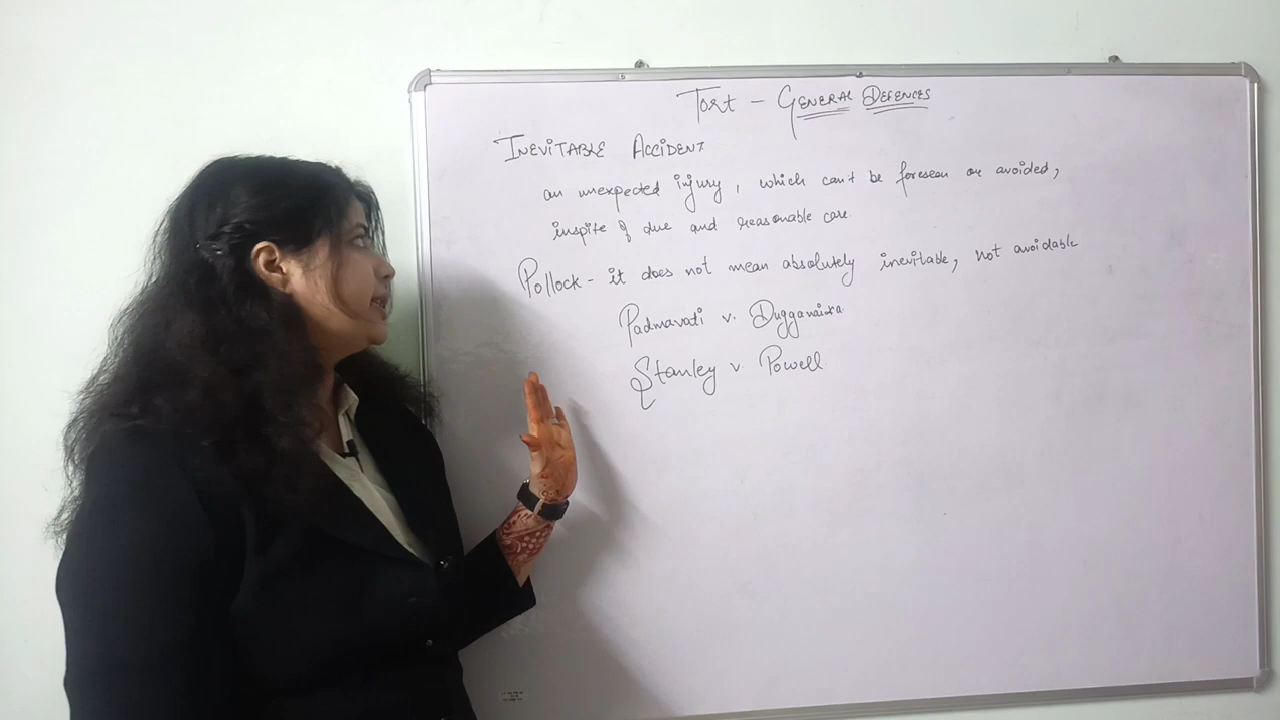 Tort - GENERAL DEFENCES
INEVITABLE ACCIDENT
an unexpected injury, which can't be foreseen or avoided,
inspite of due and reasonable care.
Pollock - it does not mean absolutely inevitable, not avoidable
Padmavati v. Dugganaika
Stanley v. Powell.